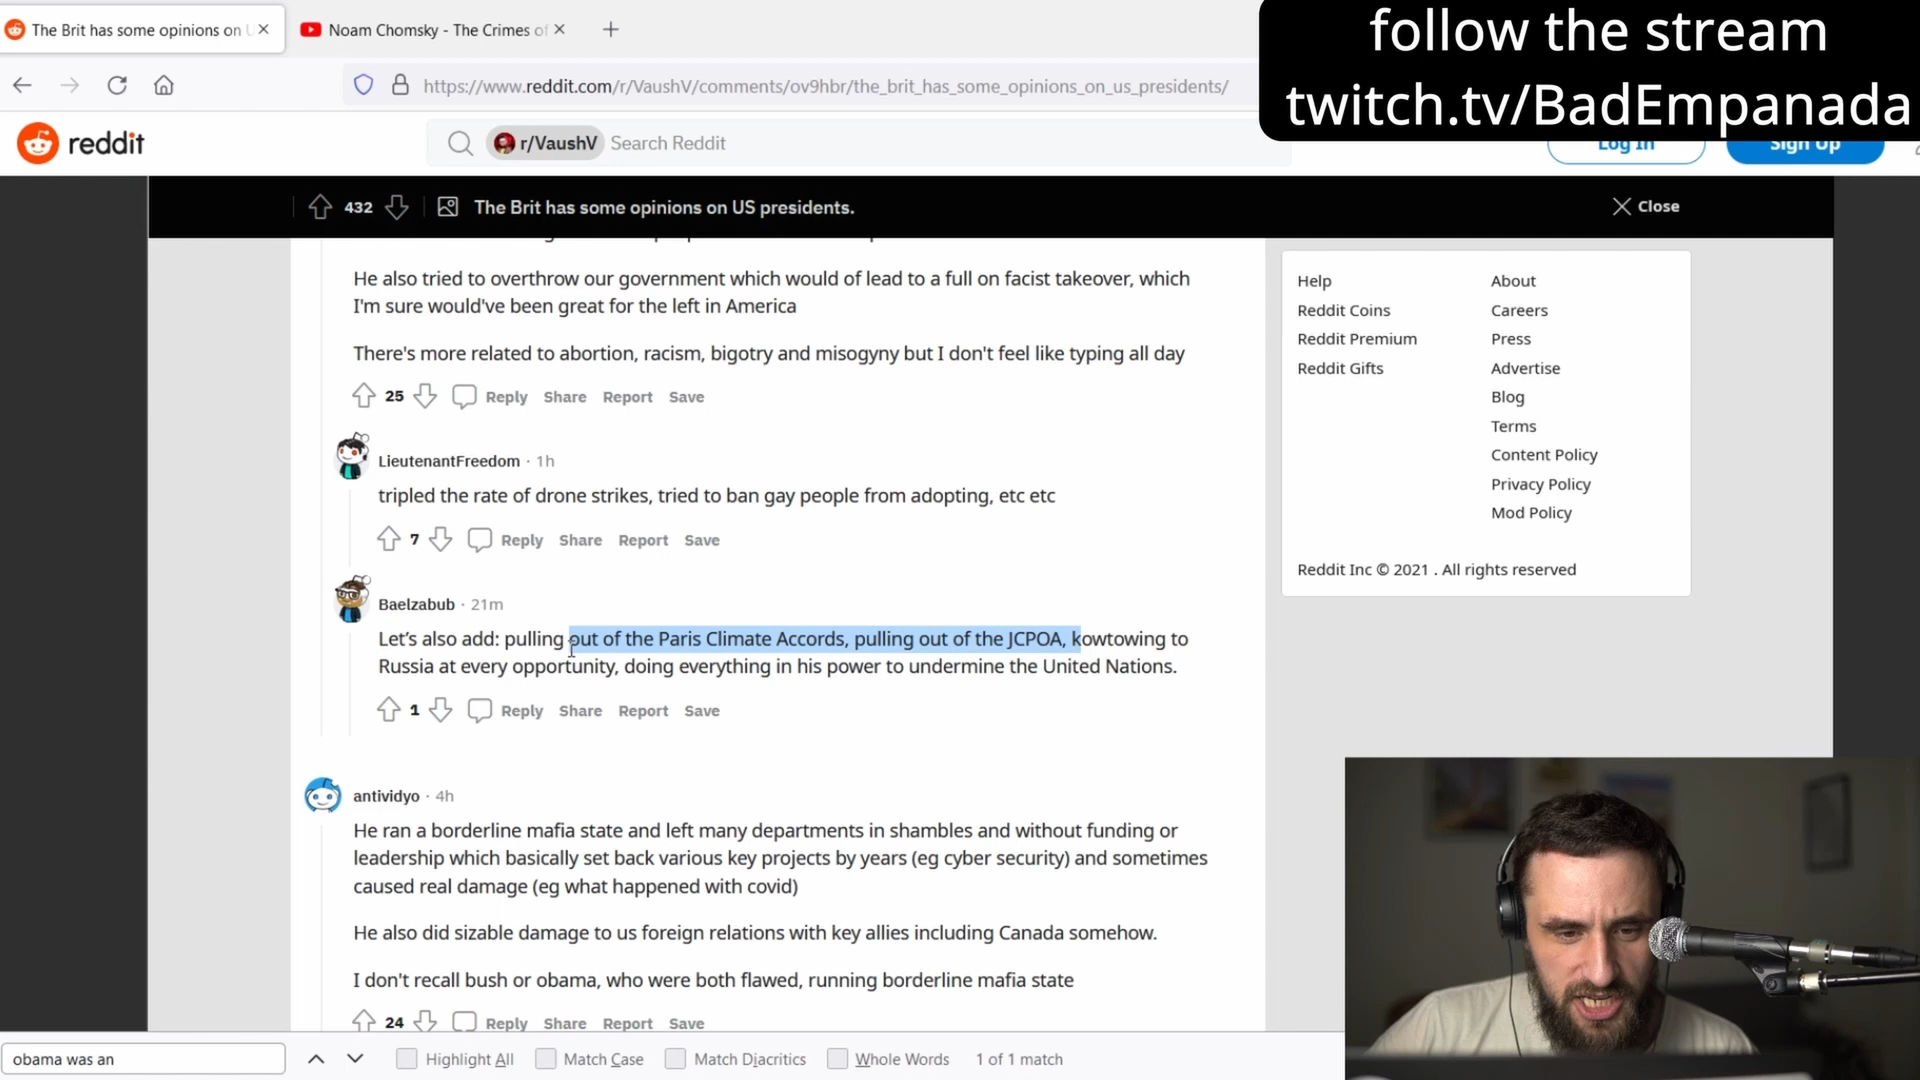 The Brit has some opinions on U
Noam Chomsky - The Crimes of
follow the stream
twitch.tv/BadEmpanada
https://www.reddit.com/r/VaushV/comments/ov9hbr/the_brit_has_some_opinions_on_us_presidents/
reddit
r/VaushV Search Reddit
Log In
Sign Up
432
The Brit has some opinions on US presidents.
Close
He also tried to overthrow our government which would of lead to a full on facist takeover, which
I'm sure would've been great for the left in America
There's more related to abortion, racism, bigotry and misogyny but I don't feel like typing all day
25 Reply Share Report Save
LieutenantFreedom · 1h
tripled the rate of drone strikes, tried to ban gay people from adopting, etc etc
7 Reply Share Report Save
Baelzabub · 21m
Let's also add: pulling out of the Paris Climate Accords, pulling out of the JCPOA, kowtowing to
Russia at every opportunity, doing everything in his power to undermine the United Nations.
1 Reply Share Report Save
antividyo · 4h
He ran a borderline mafia state and left many departments in shambles and without funding or
leadership which basically set back various key projects by years (eg cyber security) and sometimes
caused real damage (eg what happened with covid)
He also did sizable damage to us foreign relations with key allies including Canada somehow.
I don't recall bush or obama, who were both flawed, running borderline mafia state
24 Reply Share Report Save
Help
Reddit Coins
Reddit Premium
Reddit Gifts
About
Careers
Press
Advertise
Blog
Terms
Content Policy
Privacy Policy
Mod Policy
Reddit Inc © 2021 . All rights reserved
obama was an
Highlight All
Match Case
Match Diacritics
Whole Words
1 of 1 match